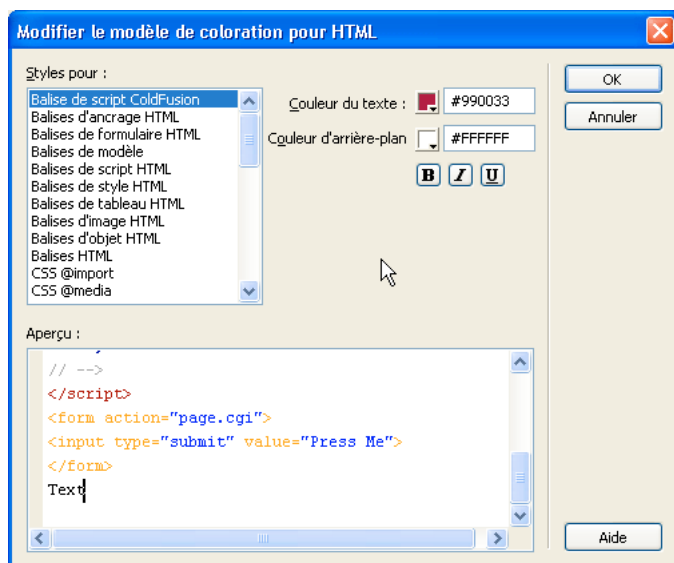 Modifier le modèle de coloration pour HTML
Styles pour :
Balise de script ColdFusion
Balises d'ancrage HTML
Balises de formulaire HTML
Balises de modèle
Balises de script HTML
Balises de style HTML
Balises de tableau HTML
Balises d'image HTML
Balises d'objet HTML
Balises HTML
CSS @import
CSS @media
Couleur du texte : #990033
Couleur d'arrière-plan #FFFFFF
B I U
OK
Annuler
Aperçu :
// -->
</script>
<form action="page.cgi">
<input type="submit" value="Press Me">
</form>
Text
Aide